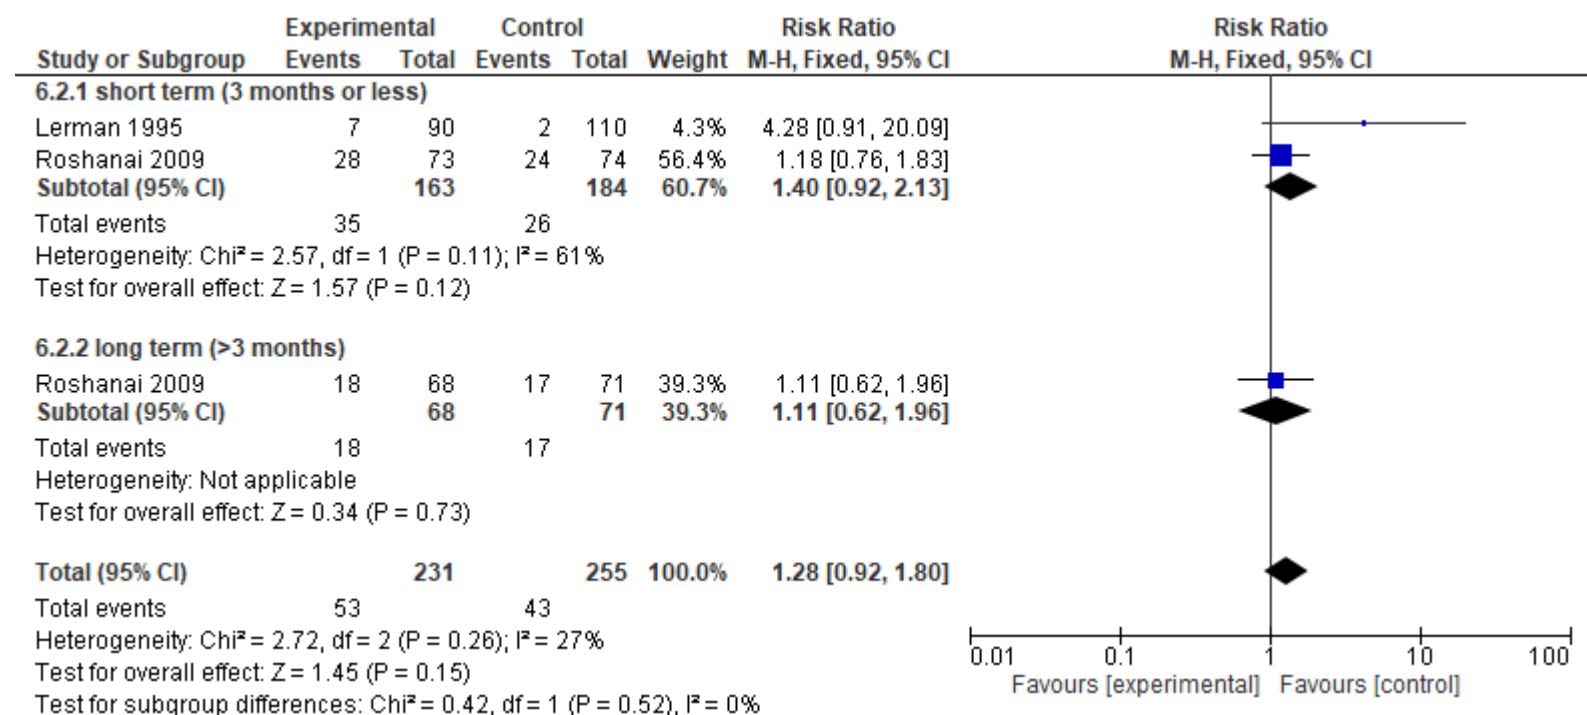 Experimental Control Risk Ratio Risk Ratio
Study or Subgroup Events Total Events Total Weight M-H, Fixed, 95% CI M-H, Fixed, 95% CI
6.2.1 short term (3 months or less)
Lerman 1995 7 90 2 110 4.3% 4.28 [0.91, 20.09]
Roshanai 2009 28 73 24 74 56.4% 1.18 [0.76, 1.83]
Subtotal (95% CI) 163 184 60.7% 1.40 [0.92, 2.13]
Total events 35 26
Heterogeneity: Chi² = 2.57, df = 1 (P = 0.11); I² = 61%
Test for overall effect: Z = 1.57 (P = 0.12)
6.2.2 long term (>3 months)
Roshanai 2009 18 68 17 71 39.3% 1.11 [0.62, 1.96]
Subtotal (95% CI) 68 71 39.3% 1.11 [0.62, 1.96]
Total events 18 17
Heterogeneity: Not applicable
Test for overall effect: Z = 0.34 (P = 0.73)
Total (95% CI) 231 255 100.0% 1.28 [0.92, 1.80]
Total events 53 43
Heterogeneity: Chi² = 2.72, df = 2 (P = 0.26); I² = 27%
Test for overall effect: Z = 1.45 (P = 0.15)
Test for subgroup differences: Chi² = 0.42, df = 1 (P = 0.52), I² = 0%
0.01 0.1 1 10 100
Favours [experimental] Favours [control]